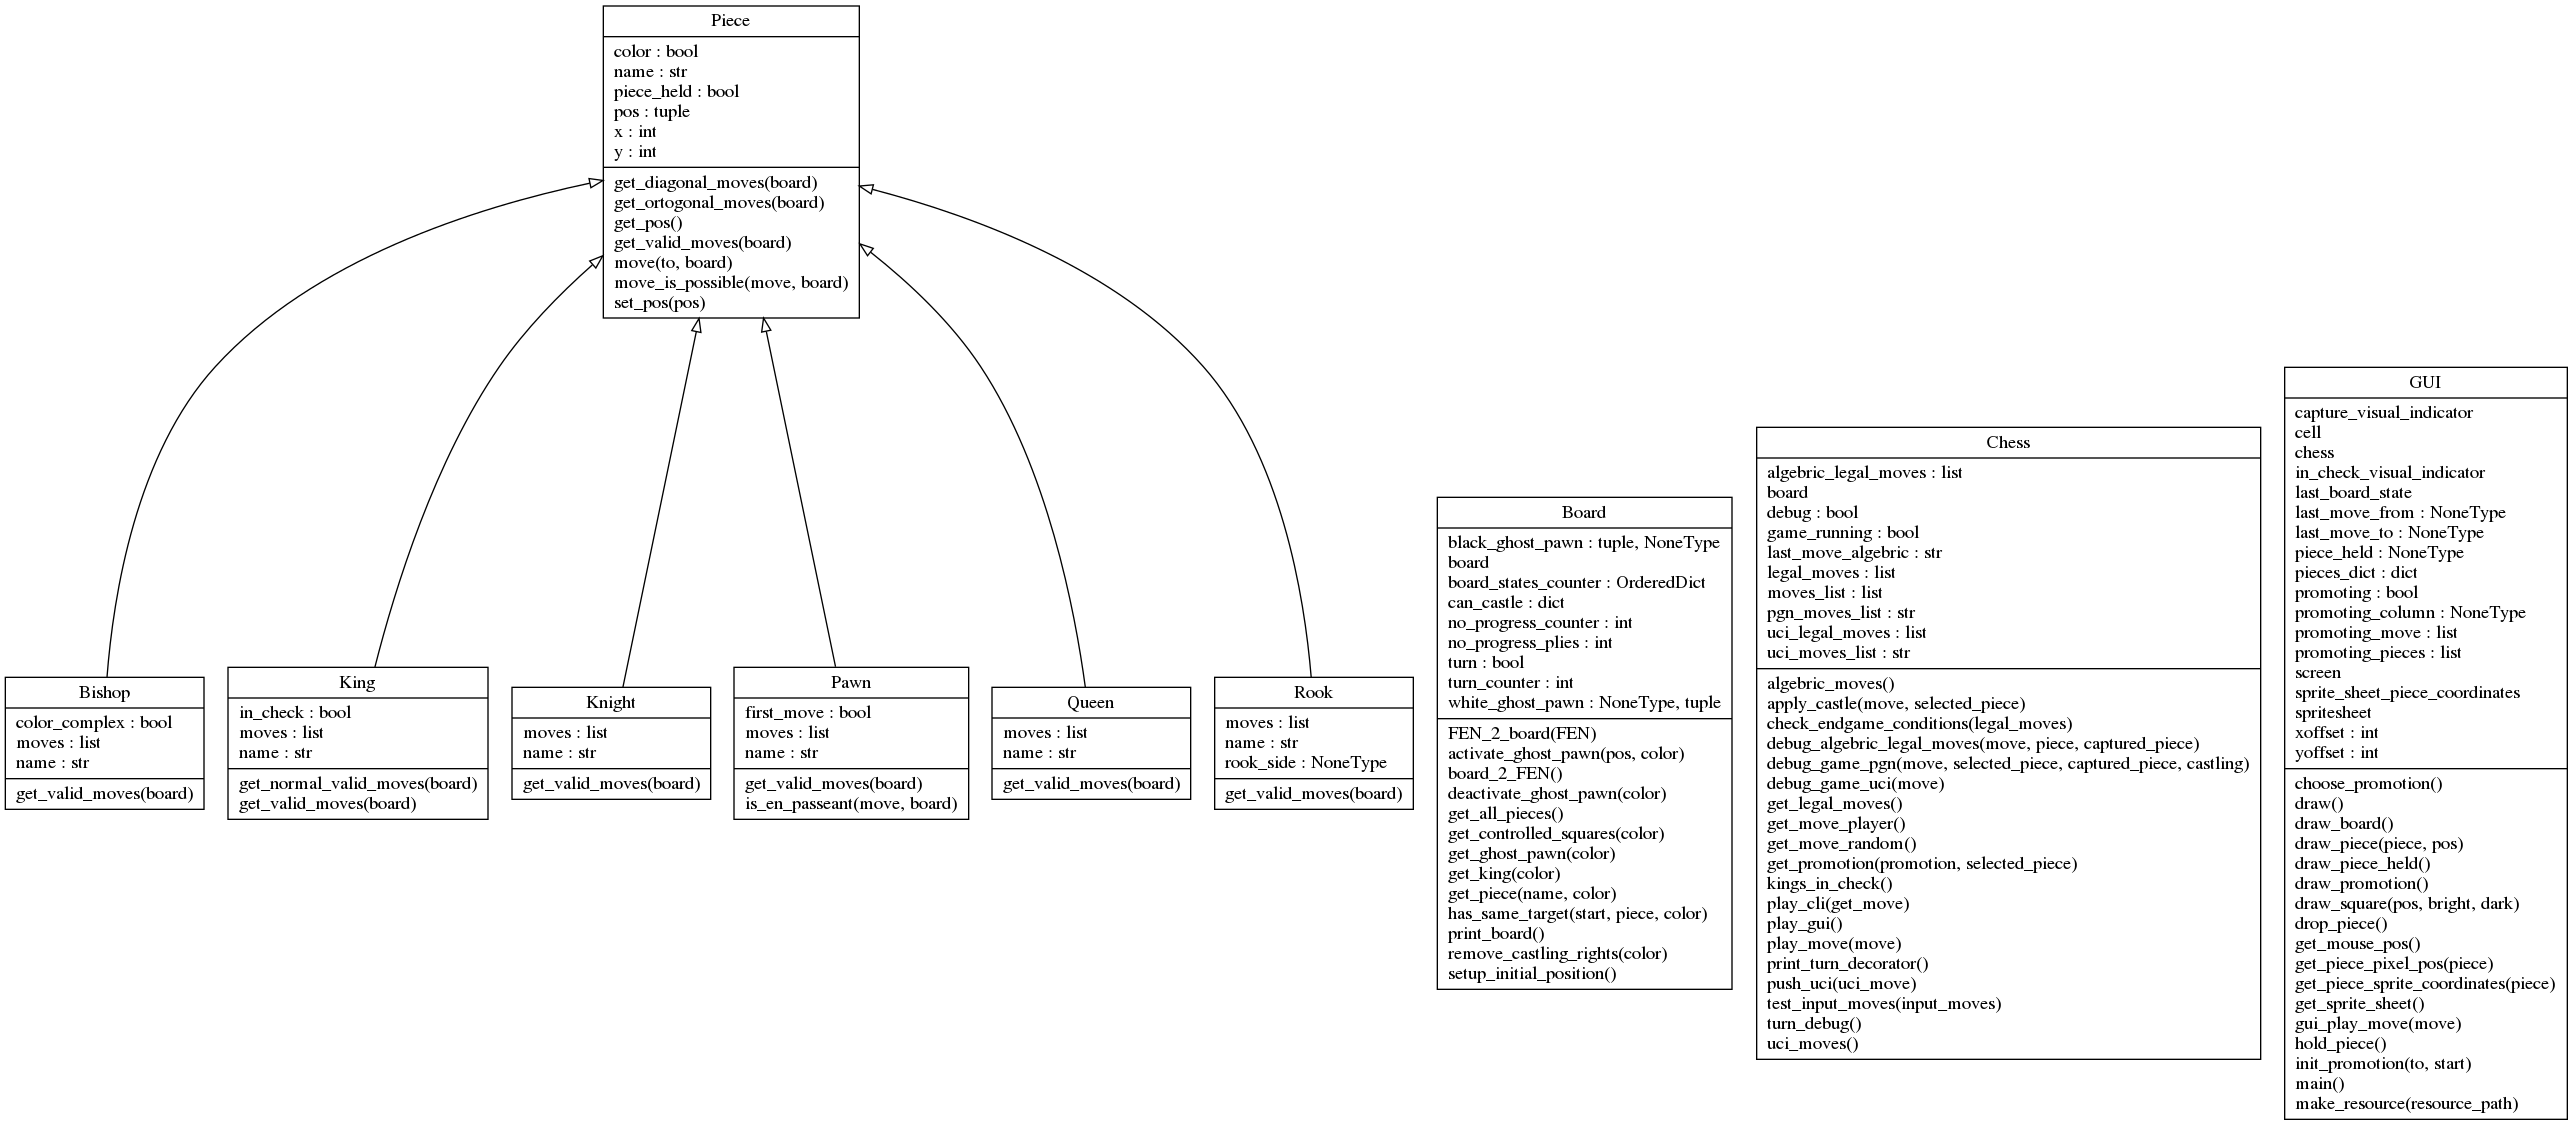 Piece
color : bool
name : str
piece_held : bool
pos : tuple
x : int
y : int
get_diagonal_moves(board)
get_ortogonal_moves(board)
get_pos()
get_valid_moves(board)
move(to, board)
move_is_possible(move, board)
set_pos(pos)
Bishop
color_complex : bool
moves : list
name : str
get_valid_moves(board)
King
in_check : bool
moves : list
name : str
get_normal_valid_moves(board)
get_valid_moves(board)
Knight
moves : list
name : str
get_valid_moves(board)
Pawn
first_move : bool
moves : list
name : str
get_valid_moves(board)
is_en_passeant(move, board)
Queen
moves : list
name : str
get_valid_moves(board)
Rook
moves : list
name : str
rook_side : NoneType
get_valid_moves(board)
Board
black_ghost_pawn : tuple, NoneType
board
board_states_counter : OrderedDict
can_castle : dict
no_progress_counter : int
no_progress_plies : int
turn : bool
turn_counter : int
white_ghost_pawn : NoneType, tuple
FEN_2_board(FEN)
activate_ghost_pawn(pos, color)
board_2_FEN()
deactivate_ghost_pawn(color)
get_all_pieces()
get_controlled_squares(color)
get_ghost_pawn(color)
get_king(color)
get_piece(name, color)
has_same_target(start, piece, color)
print_board()
remove_castling_rights(color)
setup_initial_position()
Chess
algebric_legal_moves : list
board
debug : bool
game_running : bool
last_move_algebric : str
legal_moves : list
moves_list : list
pgn_moves_list : str
uci_legal_moves : list
uci_moves_list : str
algebric_moves()
apply_castle(move, selected_piece)
check_endgame_conditions(legal_moves)
debug_algebric_legal_moves(move, piece, captured_piece)
debug_game_pgn(move, selected_piece, captured_piece, castling)
debug_game_uci(move)
get_legal_moves()
get_move_player()
get_move_random()
get_promotion(promotion, selected_piece)
kings_in_check()
play_cli(get_move)
play_gui()
play_move(move)
print_turn_decorator()
push_uci(uci_move)
test_input_moves(input_moves)
turn_debug()
uci_moves()
GUI
capture_visual_indicator
cell
chess
in_check_visual_indicator
last_board_state
last_move_from : NoneType
last_move_to : NoneType
piece_held : NoneType
pieces_dict : dict
promoting : bool
promoting_column : NoneType
promoting_move : list
promoting_pieces : list
screen
sprite_sheet_piece_coordinates
spritesheet
xoffset : int
yoffset : int
choose_promotion()
draw()
draw_board()
draw_piece(piece, pos)
draw_piece_held()
draw_promotion()
draw_square(pos, bright, dark)
drop_piece()
get_mouse_pos()
get_piece_pixel_pos(piece)
get_piece_sprite_coordinates(piece)
get_sprite_sheet()
gui_play_move(move)
hold_piece()
init_promotion(to, start)
main()
make_resource(resource_path)